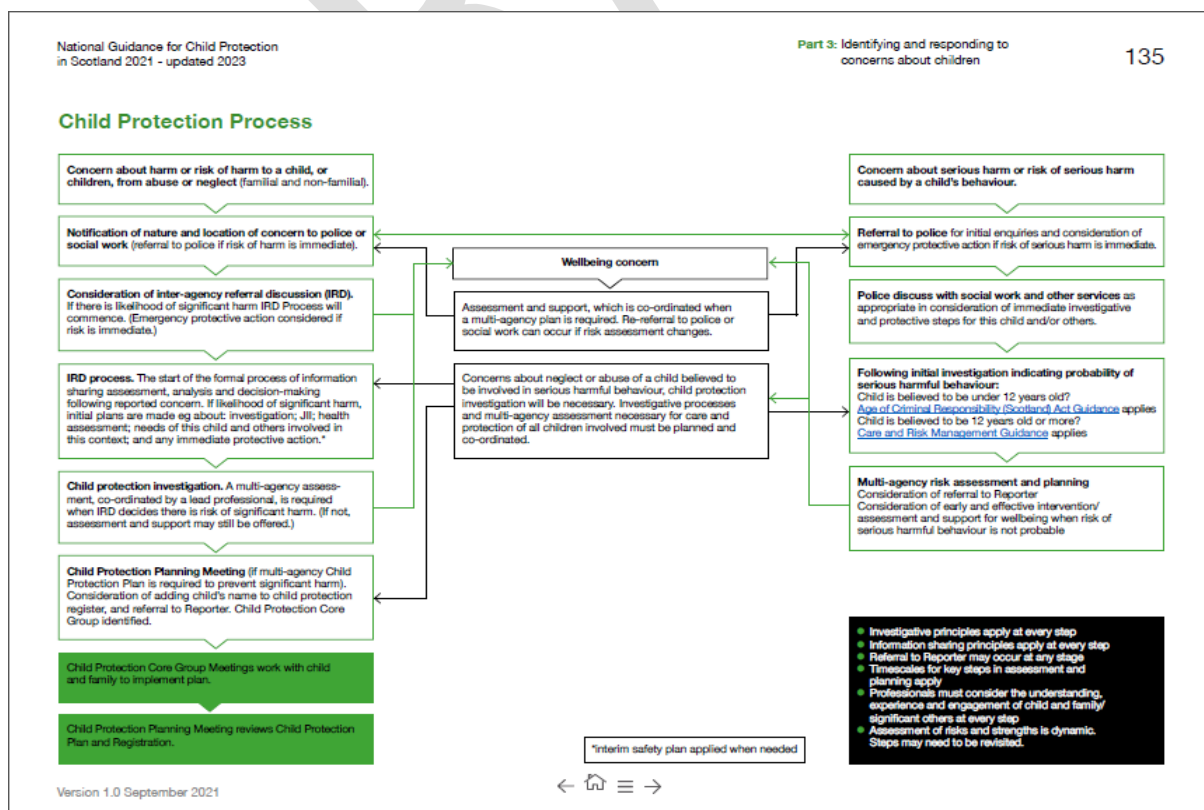 National Guidance for Child Protection
in Scotland 2021 - updated 2023
Part 3: Identifying and responding to
concerns about children
135
Child Protection Process
Concern about harm or risk of harm to a child, or
children, from abuse or neglect (familial and non-familial).
Notification of nature and location of concern to police or
social work (referral to police if risk of harm is immediate).
Consideration of inter-agency referral discussion (IRD).
If there is likelihood of significant harm IRD Process will
commence. (Emergency protective action considered if
risk is immediate.)
IRD process. The start of the formal process of information
sharing assessment, analysis and decision-making
following reported concern. If likelihood of significant harm,
initial plans are made eg about: investigation; JII; health
assessment; needs of this child and others involved in
this context; and any immediate protective action.*
Child protection investigation. A multi-agency assess-
ment, co-ordinated by a lead professional, is required
when IRD decides there is risk of significant harm. (If not,
assessment and support may still be offered.)
Child Protection Planning Meeting (if multi-agency Child
Protection Plan is required to prevent significant harm).
Consideration of adding child's name to child protection
register, and referral to Reporter. Child Protection Core
Group identified.
Child Protection Core Group Meetings work with child
and family to implement plan.
Child Protection Planning Meeting reviews Child Protection
Plan and Registration.
Wellbeing concern
Assessment and support, which is co-ordinated when
a multi-agency plan is required. Re-referral to police or
social work can occur if risk assessment changes.
Concerns about neglect or abuse of a child believed to
be involved in serious harmful behaviour, child protection
investigation will be necessary. Investigative processes
and multi-agency assessment necessary for care and
protection of all children involved must be planned and
co-ordinated.
*interim safety plan applied when needed
Concern about serious harm or risk of serious harm
caused by a child's behaviour.
Referral to police for initial enquiries and consideration of
emergency protective action if risk of serious harm is immediate.
Police discuss with social work and other services as
appropriate in consideration of immediate investigative
and protective steps for this child and/or others.
Following initial investigation indicating probability of
serious harmful behaviour:
Child is believed to be under 12 years old?
Age of Criminal Responsibility (Scotland) Act Guidance applies
Child is believed to be 12 years old or more?
Care and Risk Management Guidance applies
Multi-agency risk assessment and planning
Consideration of referral to Reporter
Consideration of early and effective intervention/
assessment and support for wellbeing when risk of
serious harmful behaviour is not probable
Investigative principles apply at every step
Information sharing principles apply at every step
Referral to Reporter may occur at any stage
Timescales for key steps in assessment and
planning apply
Professionals must consider the understanding,
experience and engagement of child and family/
significant others at every step
Assessment of risks and strengths is dynamic.
Steps may need to be revisited.
Version 1.0 September 2021